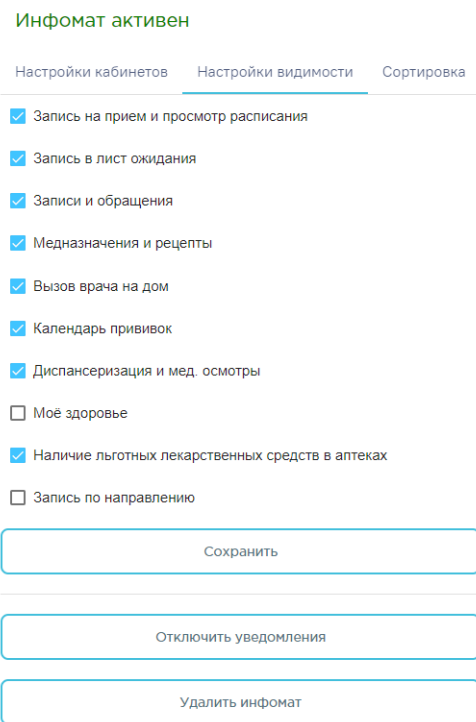 Инфомат активен
Настройки кабинетов Настройки видимости Сортировка
Запись на прием и просмотр расписания
Запись в лист ожидания
Записи и обращения
Медназначения и рецепты
Вызов врача на дом
Календарь прививок
Диспансеризация и мед. осмотры
Моё здоровье
Наличие льготных лекарственных средств в аптеках
Запись по направлению
Сохранить
Отключить уведомления
Удалить инфомат